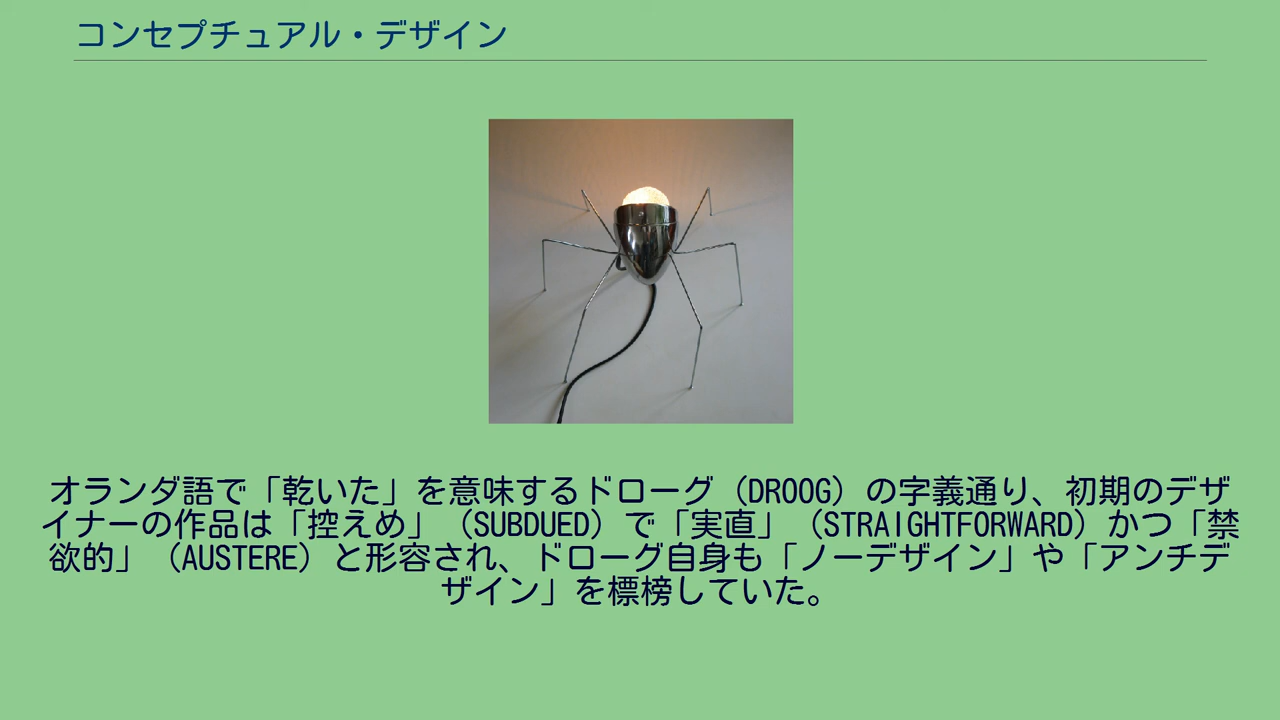 コンセプチュアル・デザイン
オランダ語で「乾いた」を意味するドローグ（DROOG）の字義通り、初期のデザ
イナーの作品は「控えめ」（SUBDUED）で「実直」（STRAIGHTFORWARD）かつ「禁
欲的」（AUSTERE）と形容され、ドローグ自身も「ノーデザイン」や「アンチデ
ザイン」を標榜していた。